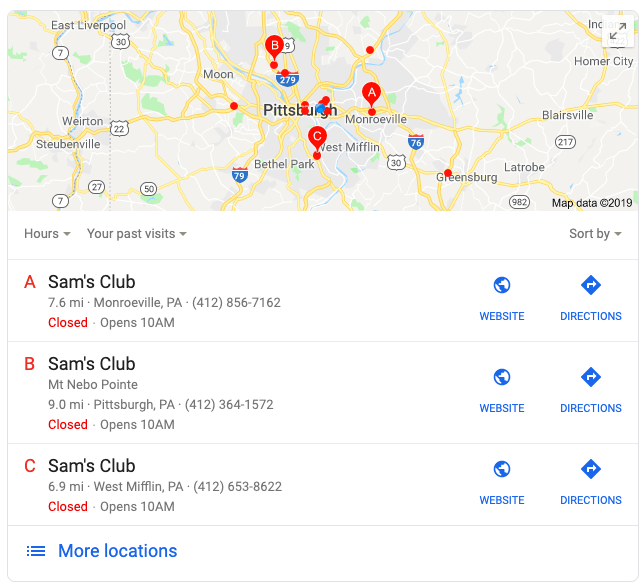 East Liverpool
30
9
Indi
7
Homer City
B
Moon
279
A
Pittsburgh
Weirton
22
Monroeville
Blairsville
Steubenville
C
West Mifflin
76
217
Bethel Park
30
Latrobe
79
Greensburg
27
50
7
982
Map data ©2019
Hours
Your past visits
Sort by
A
Sam's Club
7.6 mi · Monroeville, PA · (412) 856-7162
Closed · Opens 10AM
WEBSITE
DIRECTIONS
B
Sam's Club
Mt Nebo Pointe
9.0 mi · Pittsburgh, PA · (412) 364-1572
Closed · Opens 10AM
WEBSITE
DIRECTIONS
C
Sam's Club
6.9 mi · West Mifflin, PA · (412) 653-8622
Closed · Opens 10AM
WEBSITE
DIRECTIONS
More locations